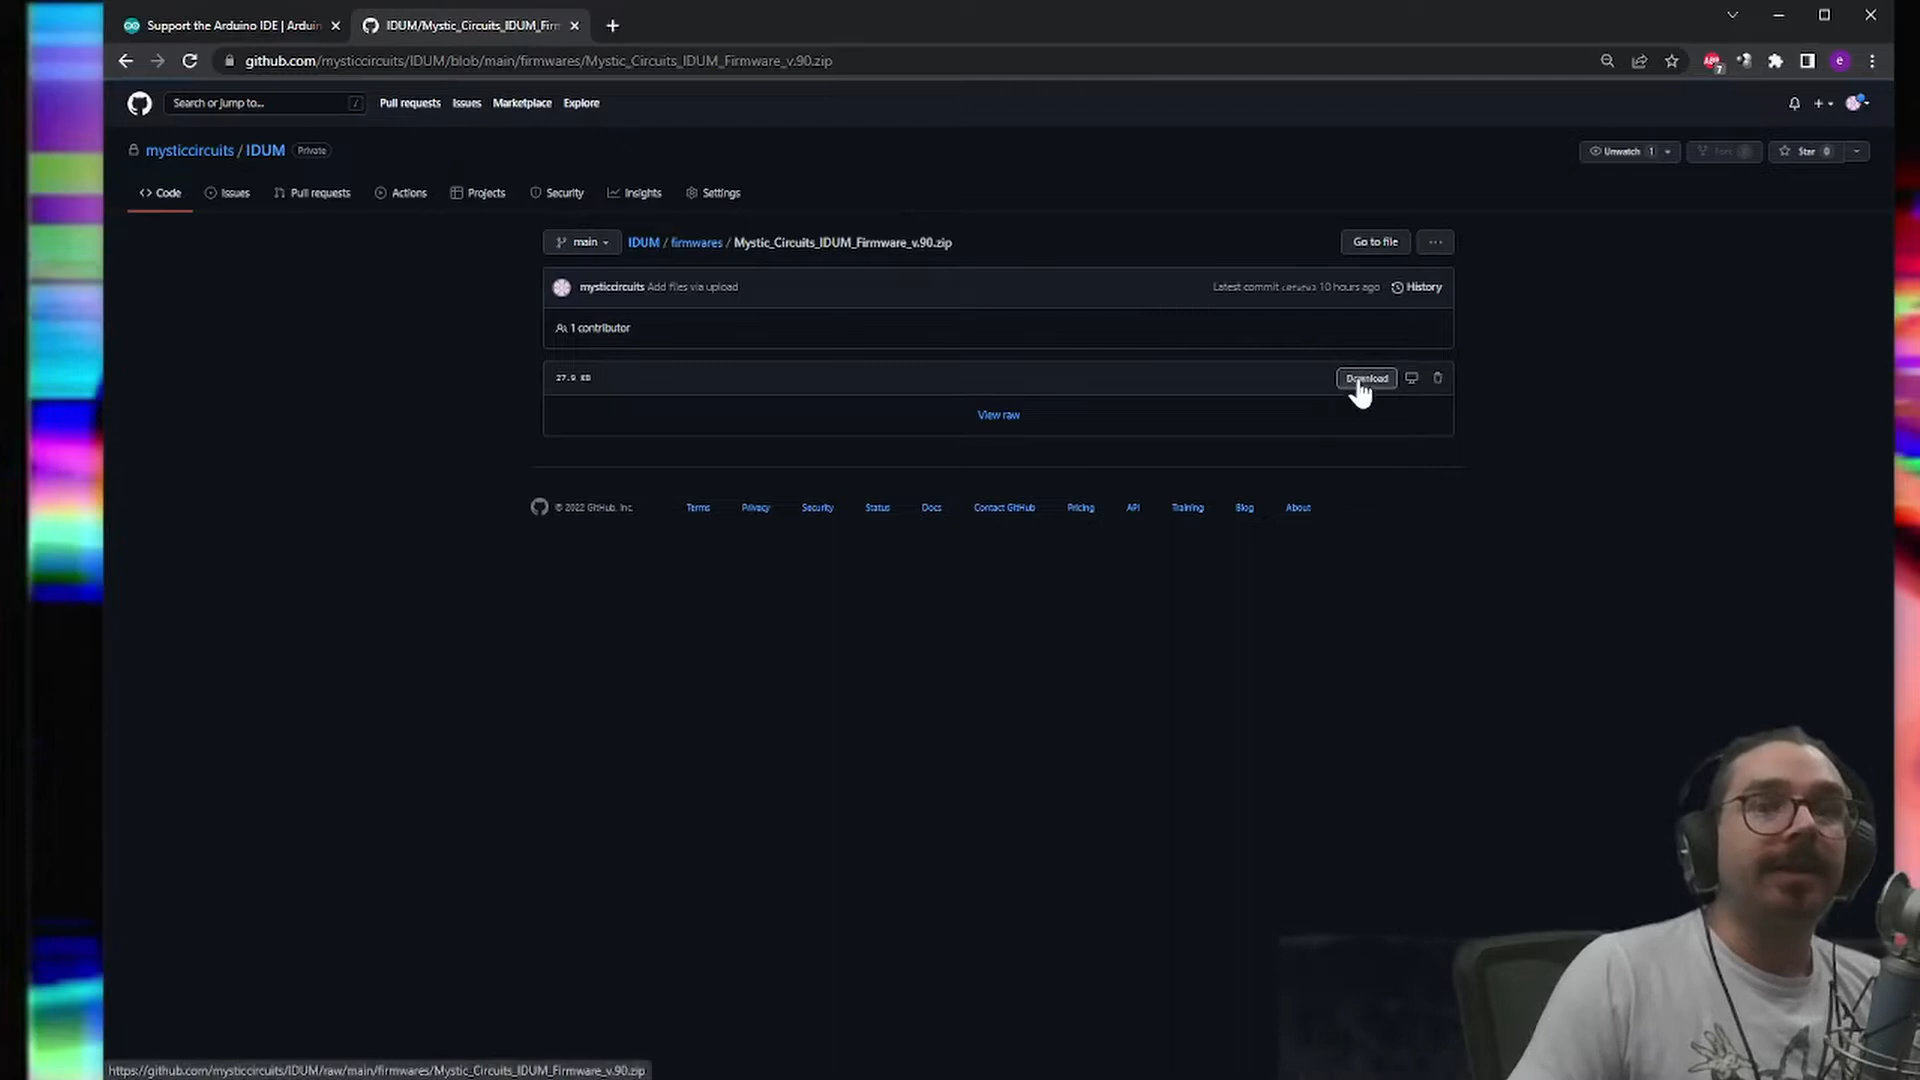 Support the Arduino IDE | Arduin
IDUM/Mystic_Circuits_IDUM_Firm
github.com/mysticcircuits/IDUM/blob/main/firmwares/Mystic_Circuits_IDUM_Firmware_v.90.zip
7
e
Search or jump to...
/
Pull requests
Issues
Marketplace
Explore
mysticcircuits / IDUM
Private
Unwatch 1
Star 0
<> Code
Issues
Pull requests
Actions
Projects
Security
Insights
Settings
main
IDUM / firmwares / Mystic_Circuits_IDUM_Firmware_v.90.zip
Go to file
...
mysticcircuits Add files via upload
Latest commit
10 hours ago
History
1 contributor
27.9 KB
Download
View raw
© 2022 GitHub, Inc.
Terms
Privacy
Security
Status
Docs
Contact GitHub
Pricing
API
Training
Blog
About
https://github.com/mysticcircuits/IDUM/raw/main/firmwares/Mystic_Circuits_IDUM_Firmware_v.90.zip